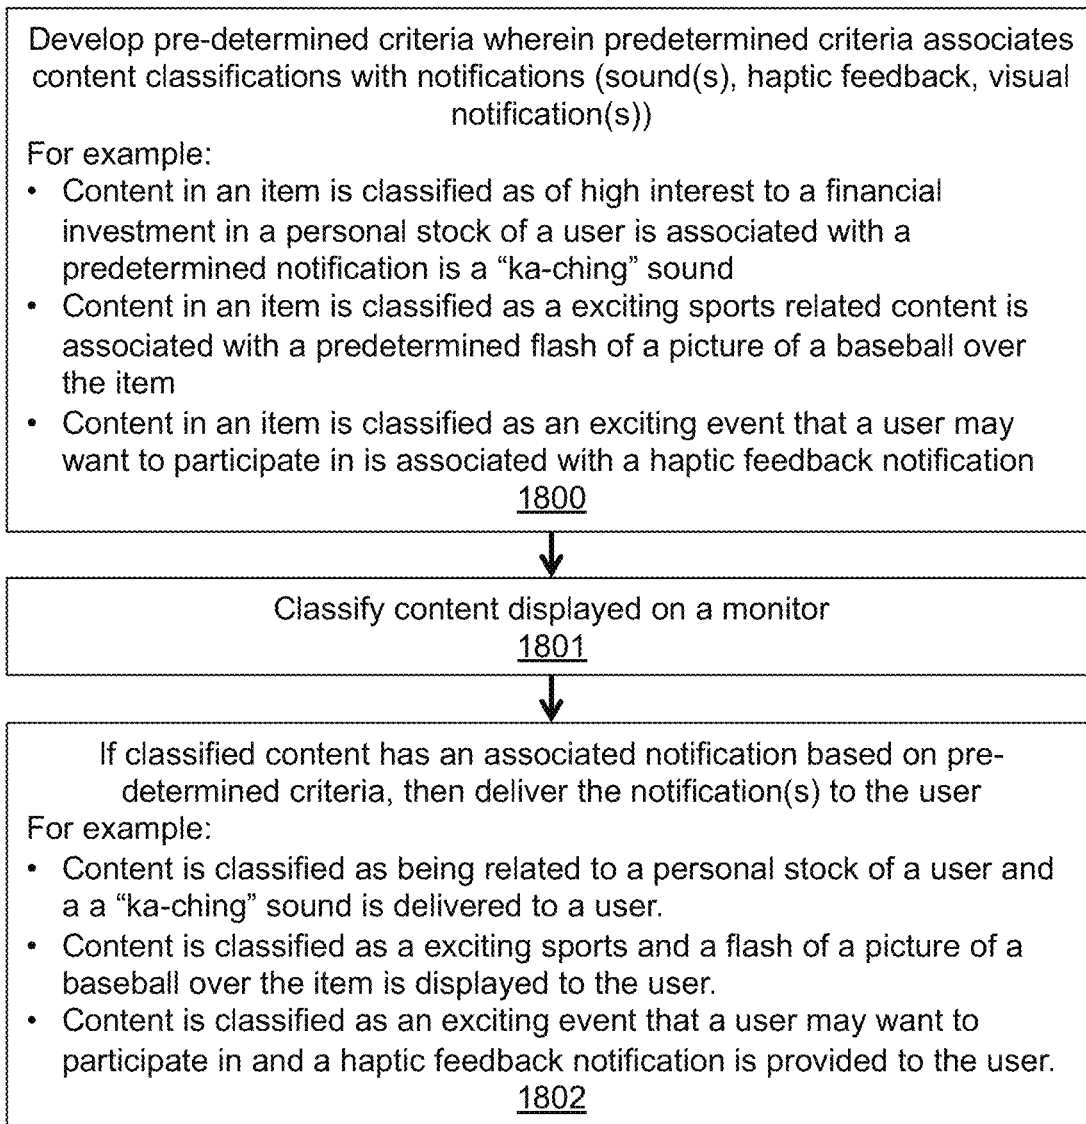 Develop pre-determined criteria wherein predetermined criteria associates
content classifications with notifications (sound(s), haptic feedback, visual
notification(s))
For example:
• Content in an item is classified as of high interest to a financial
investment in a personal stock of a user is associated with a
predetermined notification is a “ka-ching” sound
• Content in an item is classified as a exciting sports related content is
associated with a predetermined flash of a picture of a baseball over
the item
• Content in an item is classified as an exciting event that a user may
want to participate in is associated with a haptic feedback notification
1800
Classify content displayed on a monitor
1801
If classified content has an associated notification based on pre-
determined criteria, then deliver the notification(s) to the user
For example:
• Content is classified as being related to a personal stock of a user and
a a “ka-ching” sound is delivered to a user.
• Content is classified as a exciting sports and a flash of a picture of a
baseball over the item is displayed to the user.
• Content is classified as an exciting event that a user may want to
participate in and a haptic feedback notification is provided to the user.
1802